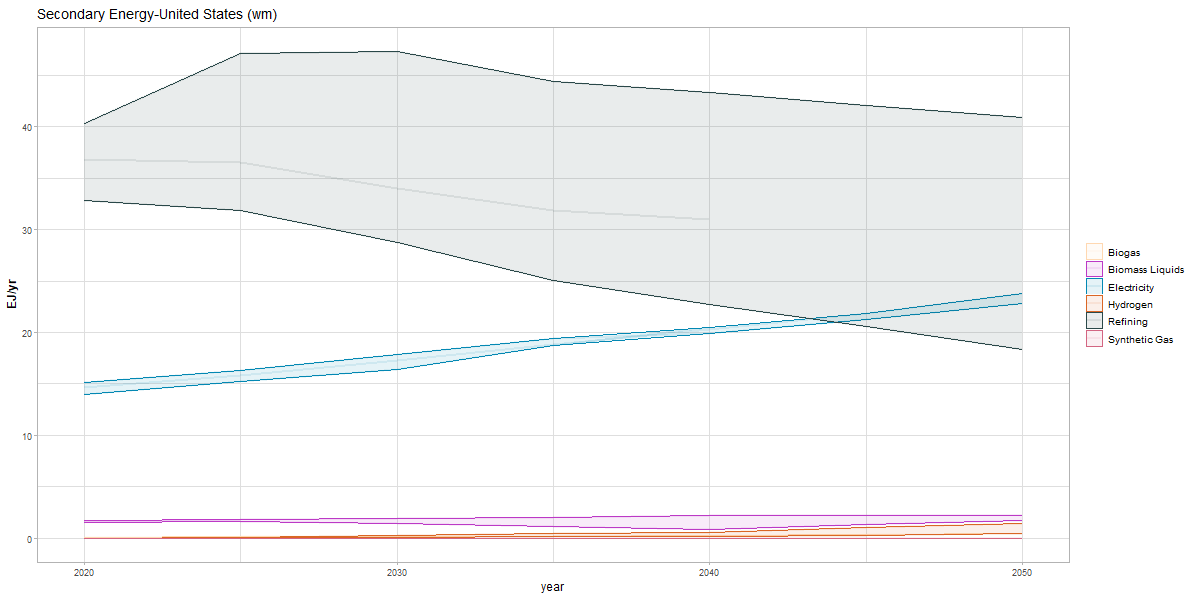 Secondary Energy-United States (wm)
EJ/yr
40
30
20
10
0
2020
2030
2040
2050
year
Biogas
Biomass Liquids
Electricity
Hydrogen
Refining
Synthetic Gas